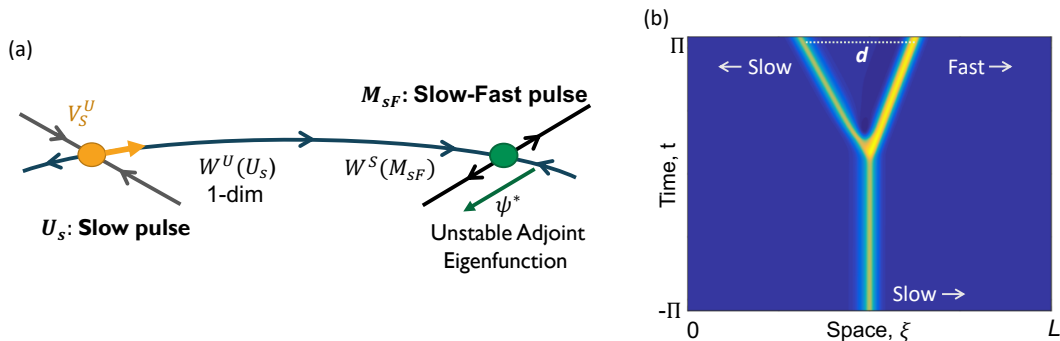 (a)
V_S^U
M_sF: Slow-Fast pulse
W^U(U_s)
1-dim
W^S(M_sF)
ψ*
U_s: Slow pulse
Unstable Adjoint
Eigenfunction
(b)
Π
d
← Slow
Fast →
Time, t
Slow →
-Π
0
Space, ξ
L